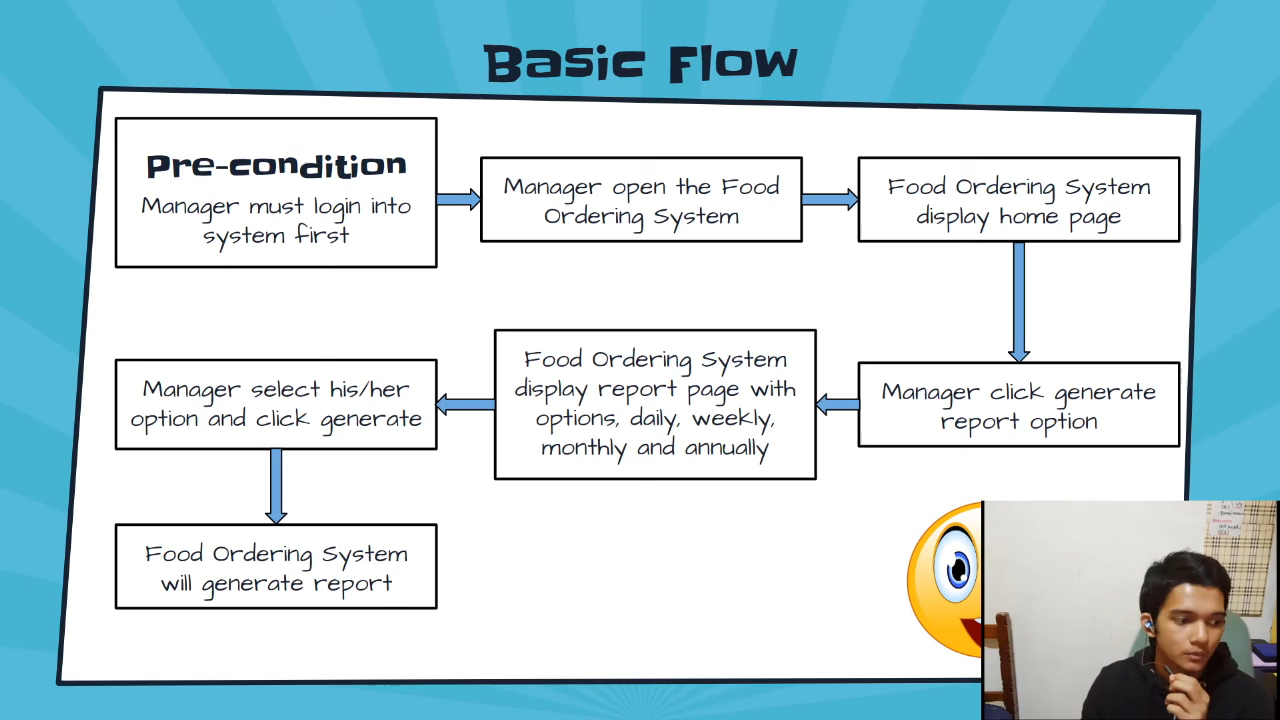 Basic Flow
Pre-condition
Manager must login into
system first
Manager open the Food
Ordering System
Food Ordering System
display home page
Manager click generate
report option
Food Ordering System
display report page with
options, daily, weekly,
monthly and annually
Manager select his/her
option and click generate
Food Ordering System
will generate report